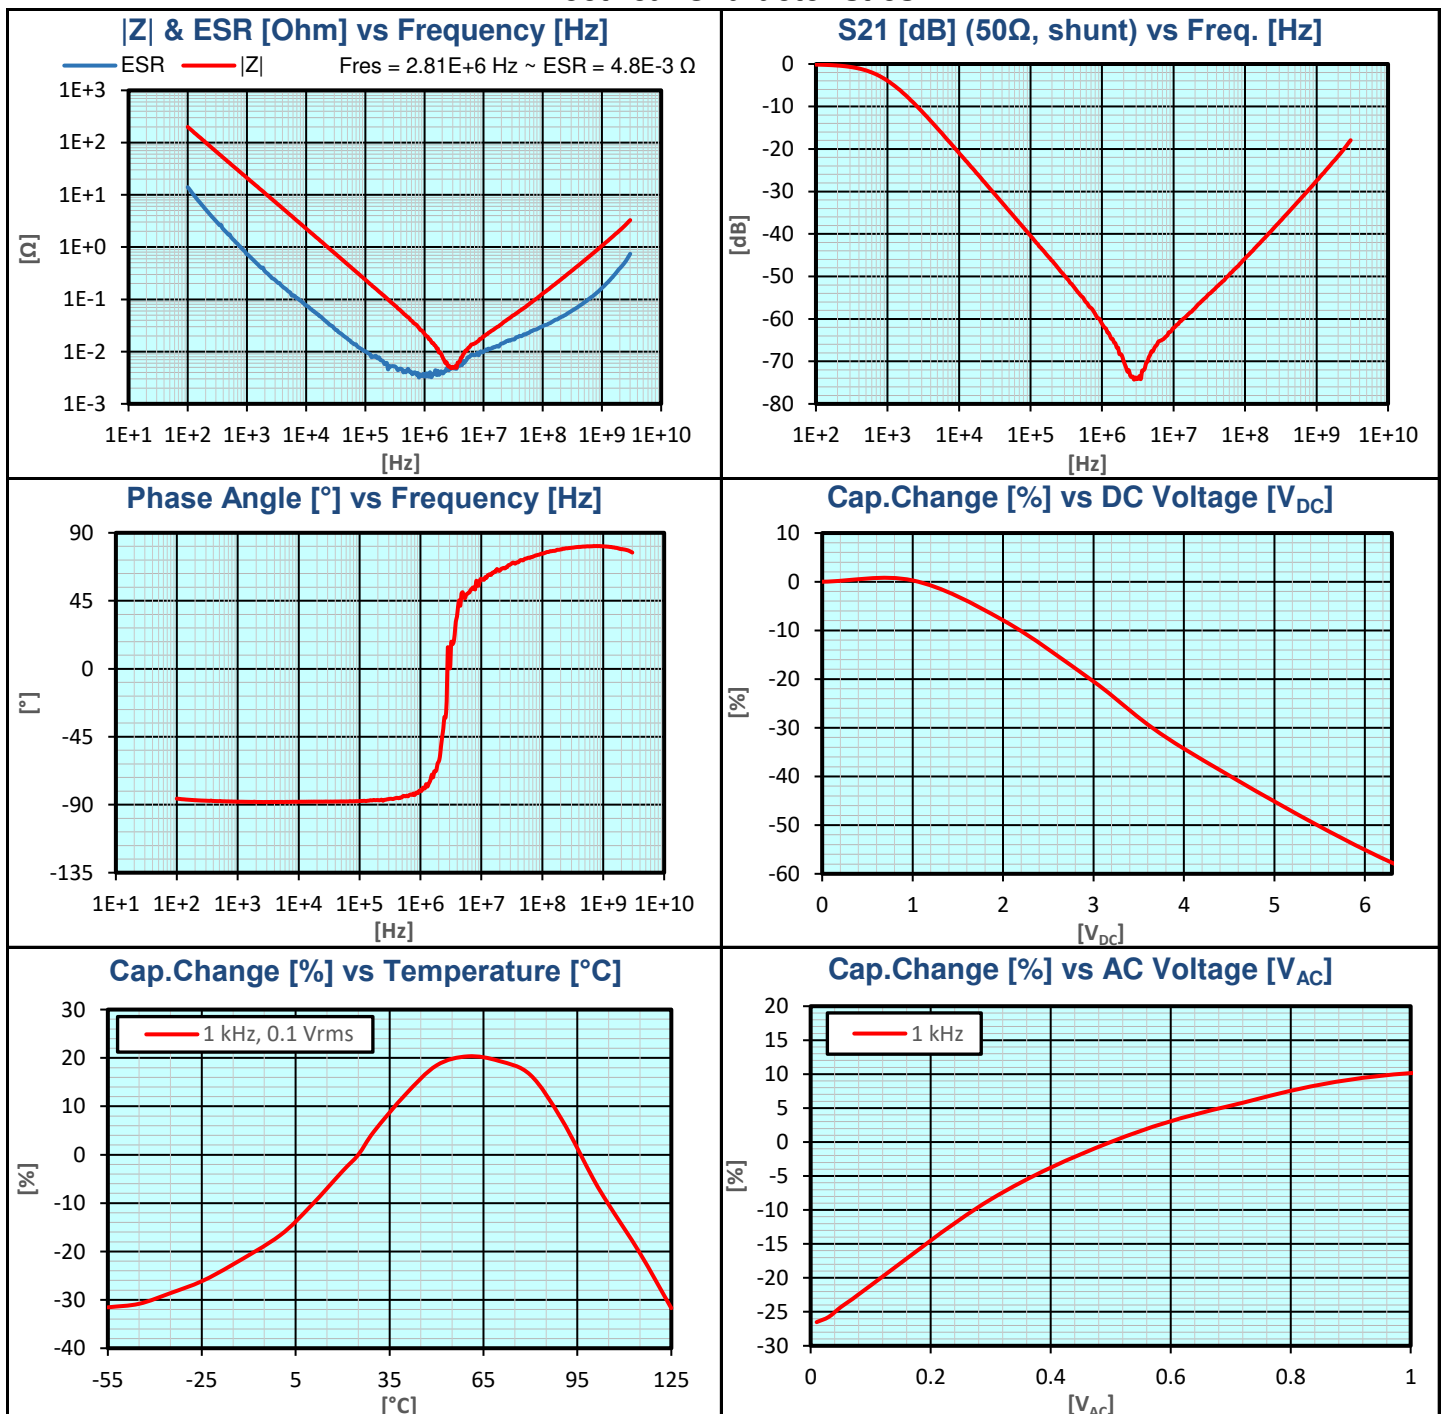 |Z| & ESR [Ohm] vs Frequency [Hz]
ESR |Z| Fres = 2.81E+6 Hz ~ ESR = 4.8E-3 Ω
1E+3
1E+2
1E+1
1E+0
1E-1
1E-2
1E-3
[Ω]
1E+1 1E+2 1E+3 1E+4 1E+5 1E+6 1E+7 1E+8 1E+9 1E+10
[Hz]
S21 [dB] (50Ω, shunt) vs Freq. [Hz]
0
-10
-20
-30
-40
-50
-60
-70
-80
[dB]
1E+2 1E+3 1E+4 1E+5 1E+6 1E+7 1E+8 1E+9 1E+10
[Hz]
Phase Angle [°] vs Frequency [Hz]
90
45
0
-45
-90
-135
[°]
1E+1 1E+2 1E+3 1E+4 1E+5 1E+6 1E+7 1E+8 1E+9 1E+10
[Hz]
Cap.Change [%] vs DC Voltage [VDC]
10
0
-10
-20
-30
-40
-50
-60
[%]
0 1 2 3 4 5 6
[VDC]
Cap.Change [%] vs Temperature [°C]
1 kHz, 0.1 Vrms
30
20
10
0
-10
-20
-30
-40
[%]
-55 -25 5 35 65 95 125
[°C]
Cap.Change [%] vs AC Voltage [VAC]
1 kHz
20
15
10
5
0
-5
-10
-15
-20
-25
-30
[%]
0 0.2 0.4 0.6 0.8 1
[VAC]